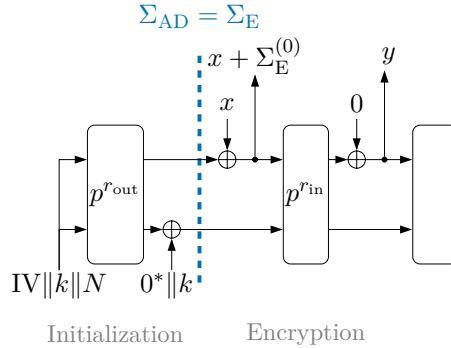 Σ_AD = Σ_E
x + Σ_E^(0)
y
x
0
p^{r_out}
p^{r_in}
IV‖k‖N
0*‖k
Initialization
Encryption